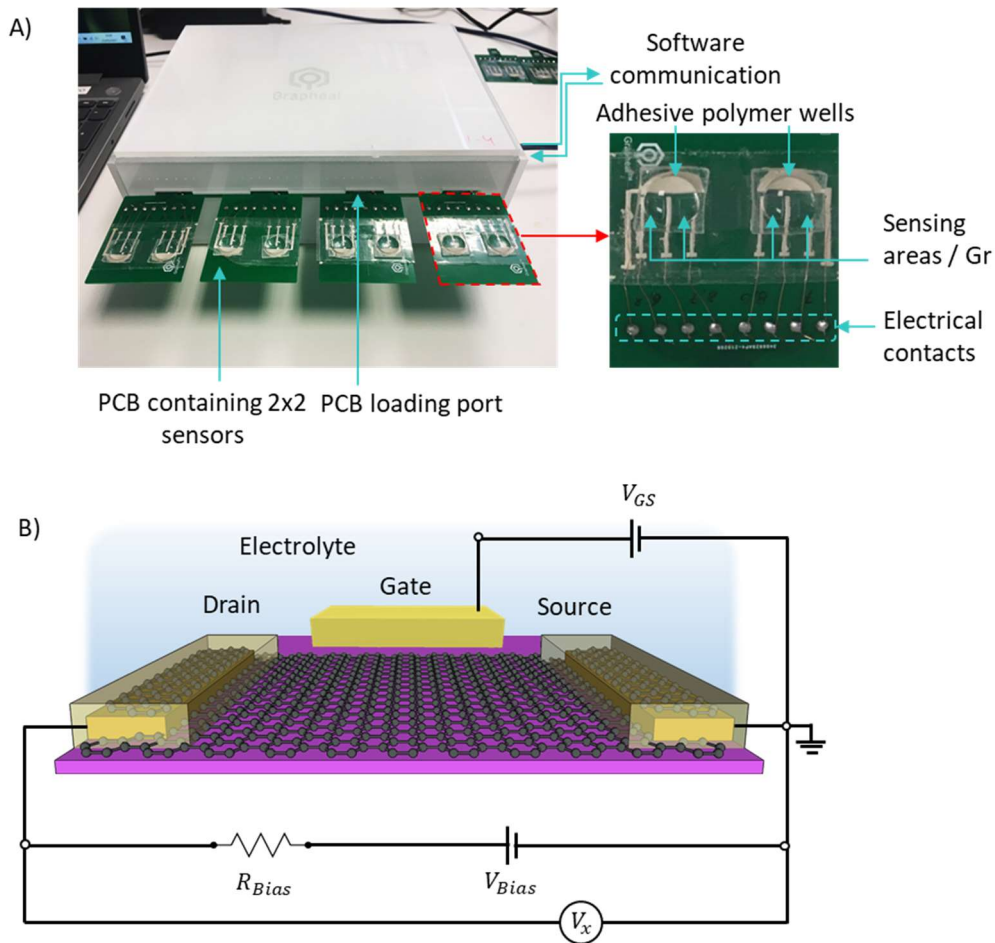 A)
Software
communication
Adhesive polymer wells
Grapheal
Sensing
areas / Gr
Electrical
contacts
PCB containing 2x2
sensors
PCB loading port
B)
V_GS
Electrolyte
Gate
Drain
Source
R_Bias
V_Bias
V_x